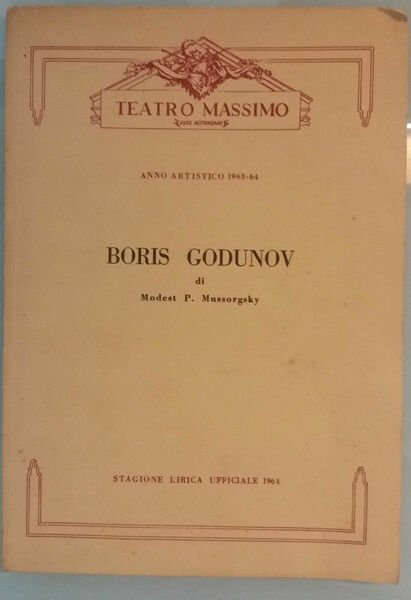 TEATRO MASSIMO
(ENTE AUTONOMO)
ANNO ARTISTICO 1963-64
BORIS GODUNOV
di
Modest P. Mussorgsky
STAGIONE LIRICA UFFICIALE 1964